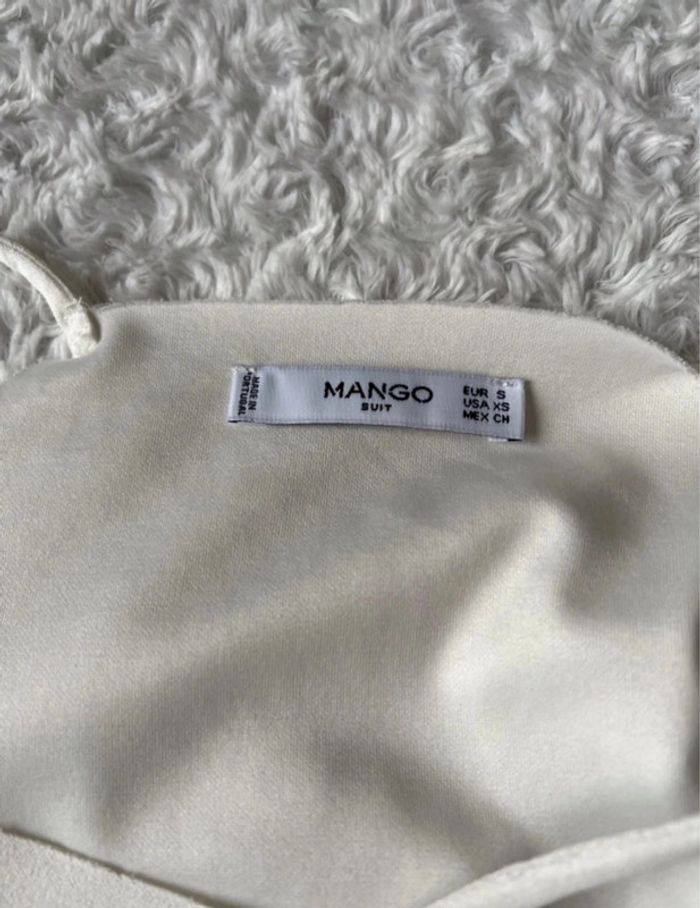 MADE IN
PORTUGAL
MANGO
SUIT
EUR S
USA XS
MEX CH